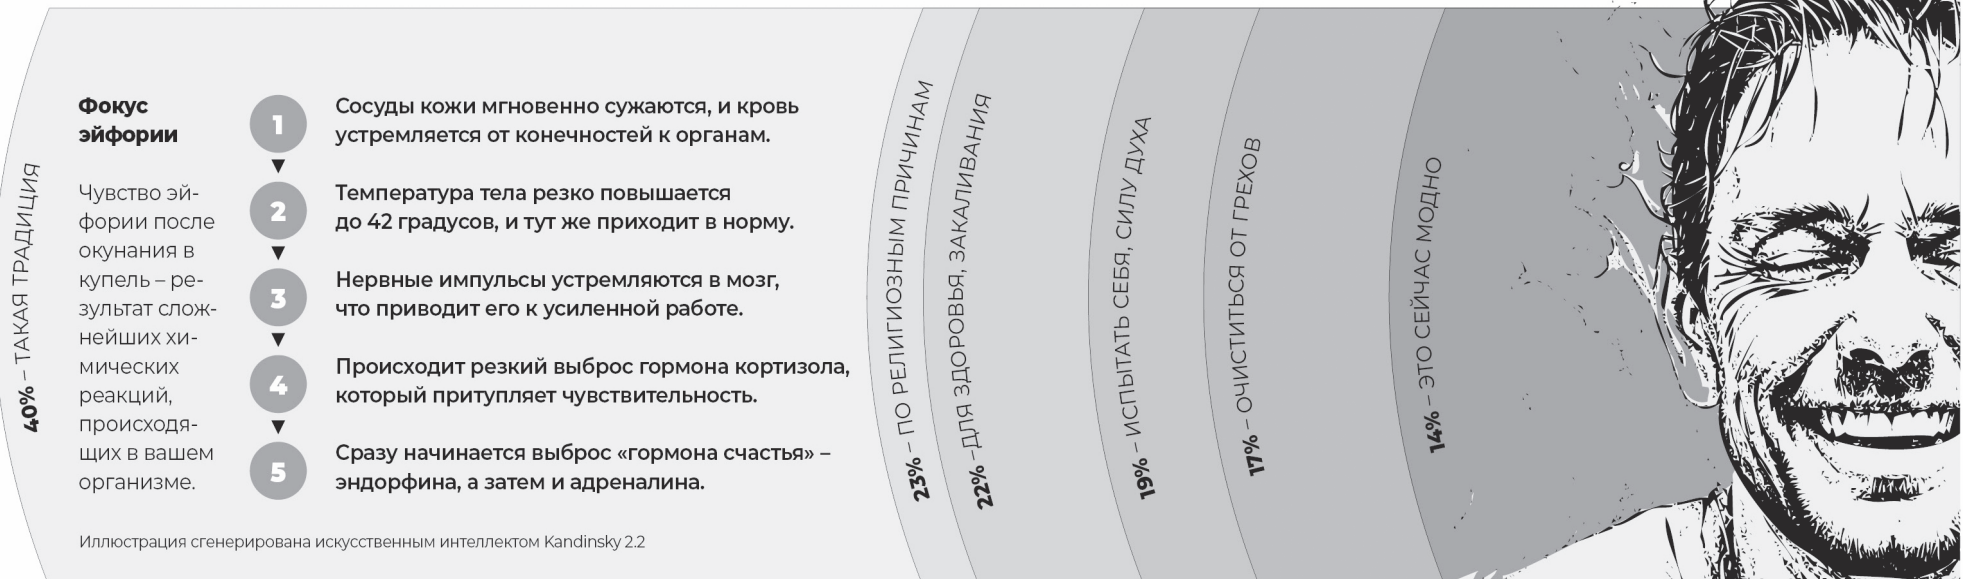 40% – ТАКАЯ ТРАДИЦИЯ
Фокус
эйфории
Чувство эй-
фории после
окунания в
купель – ре-
зультат слож-
нейших хи-
мических
реакций,
происходя-
щих в вашем
организме.
1
Сосуды кожи мгновенно сужаются, и кровь
устремляется от конечностей к органам.
2
Температура тела резко повышается
до 42 градусов, и тут же приходит в норму.
3
Нервные импульсы устремляются в мозг,
что приводит его к усиленной работе.
4
Происходит резкий выброс гормона кортизола,
который притупляет чувствительность.
5
Сразу начинается выброс «гормона счастья» –
эндорфина, а затем и адреналина.
Иллюстрация сгенерирована искусственным интеллектом Kandinsky 2.2
23% – ПО РЕЛИГИОЗНЫМ ПРИЧИНАМ
22% –ДЛЯ ЗДОРОВЬЯ, ЗАКАЛИВАНИЯ
19% – ИСПЫТАТЬ СЕБЯ, СИЛУ ДУХА
17% – ОЧИСТИТЬСЯ ОТ ГРЕХОВ
14% – ЭТО СЕЙЧАС МОДНО